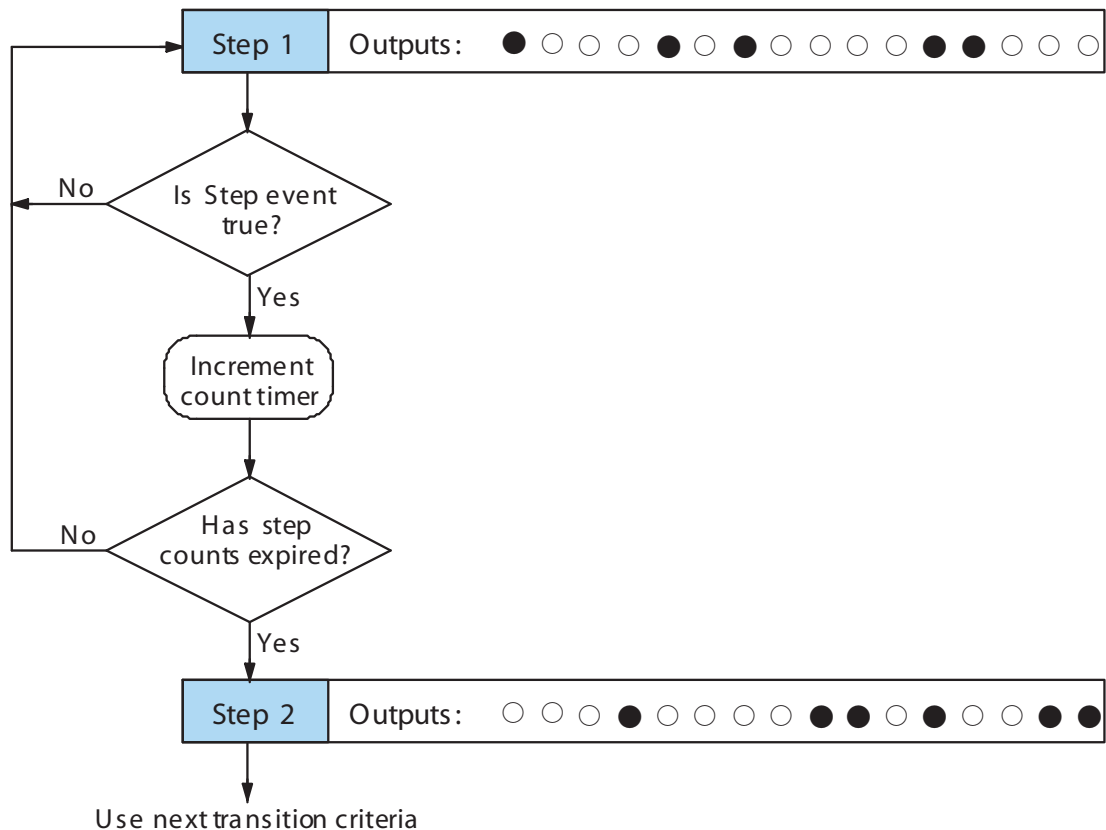 Step 1
Outputs:
No
Is Step event
true?
Yes
Increment
count timer
No
Has step
counts expired?
Yes
Step 2
Outputs:
Use next transition criteria